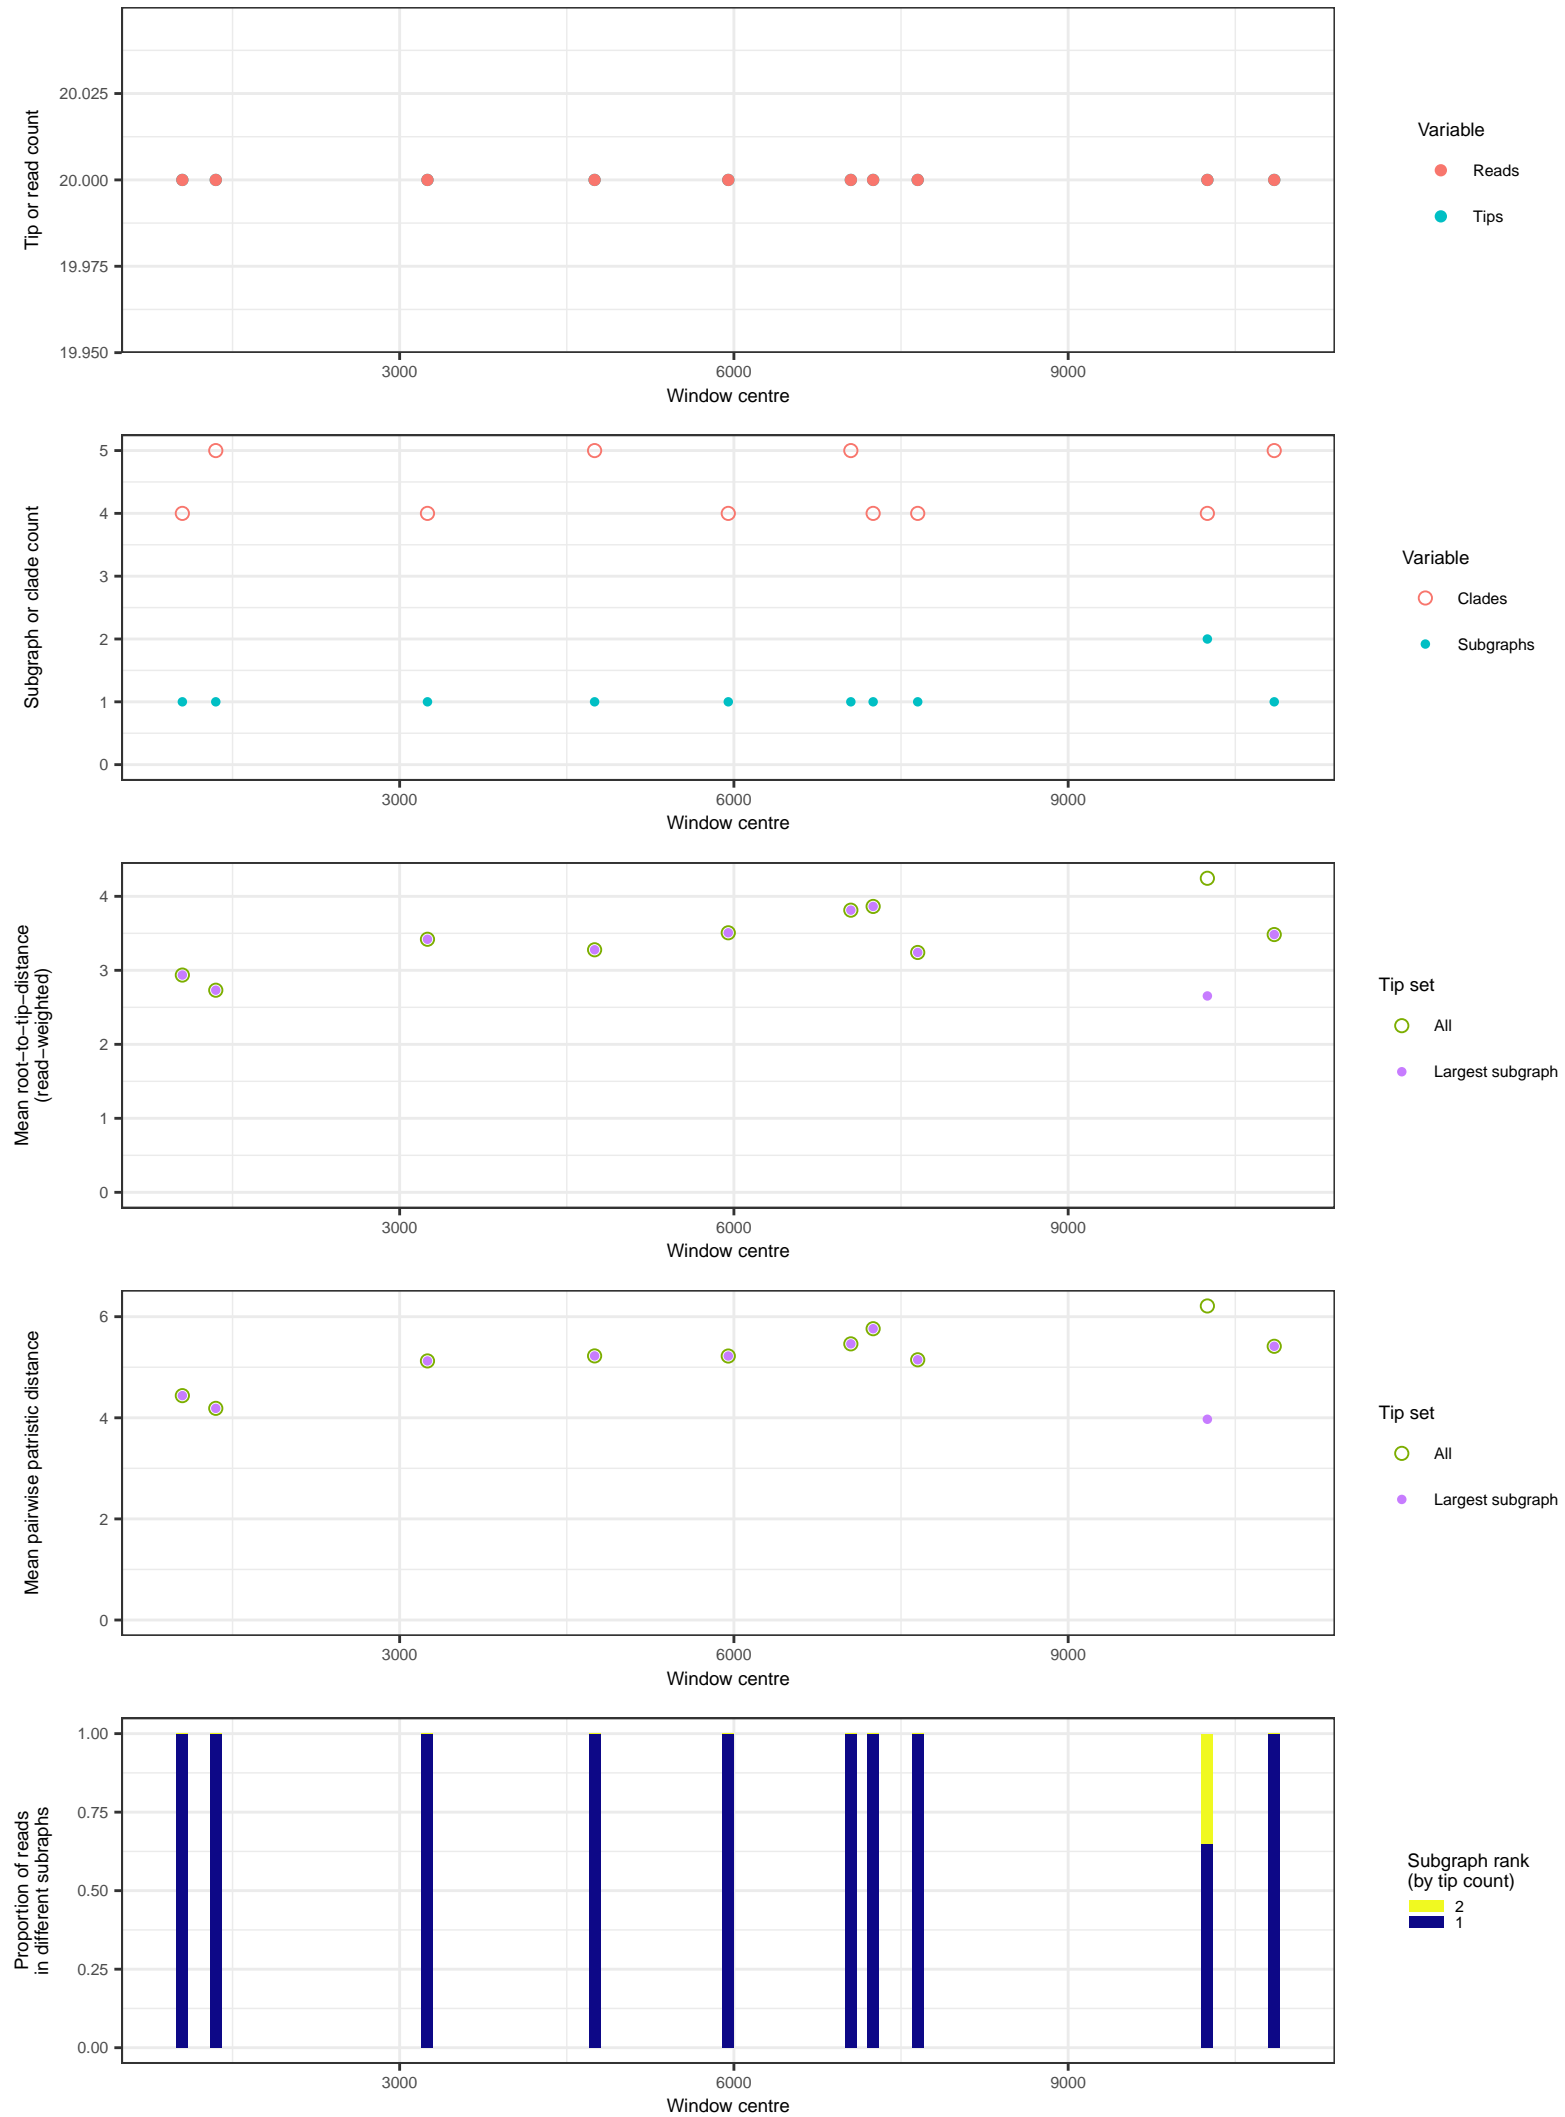 Tip or read count
20.025
20.000
19.975
19.950
3000
6000
9000
Window centre
Variable
Reads
Tips
Subgraph or clade count
5
4
3
2
1
0
3000
6000
9000
Window centre
Variable
Clades
Subgraphs
Mean root−to−tip−distance
(read−weighted)
4
3
2
1
0
3000
6000
9000
Window centre
Tip set
All
Largest subgraph
Mean pairwise patristic distance
6
4
2
0
3000
6000
9000
Window centre
Tip set
All
Largest subgraph
Proportion of reads
in different subraphs
1.00
0.75
0.50
0.25
0.00
3000
6000
9000
Window centre
Subgraph rank
(by tip count)
2
1